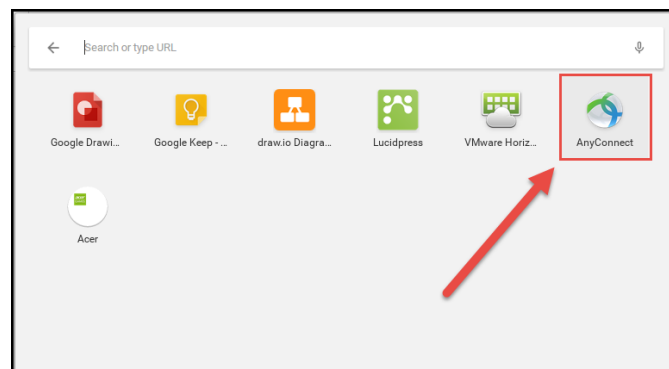 Search or type URL
Google Drawi...
Google Keep - ...
draw.io Diagra...
Lucidpress
VMware Horiz...
AnyConnect
Acer